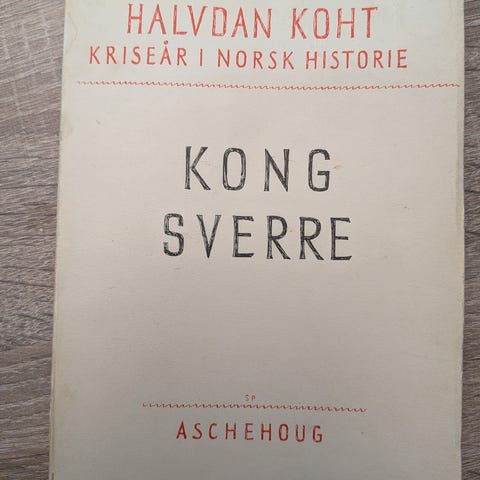 HALVDAN KOHT
KRISEÅR I NORSK HISTORIE
KONG
SVERRE
SP
ASCHEHOUG